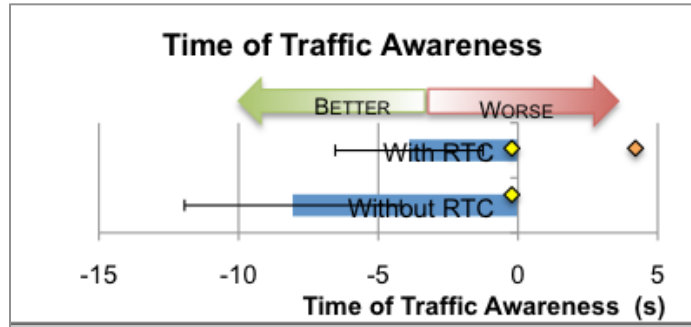 Time of Traffic Awareness
BETTER WORSE
With RTC
Without RTC
-15 -10 -5 0 5
Time of Traffic Awareness (s)